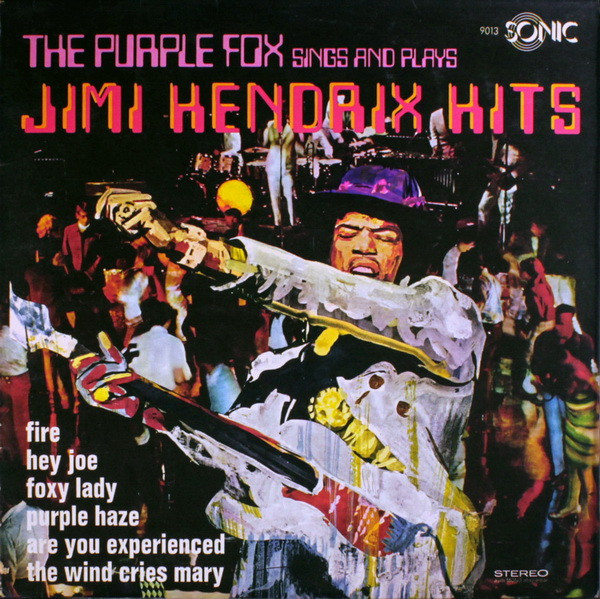 9013 SONIC
THE PURPLE FOX SINGS AND PLAYS
JIMI HENDRIX HITS
fire
hey joe
foxy lady
purple haze
are you experienced
the wind cries mary
STEREO